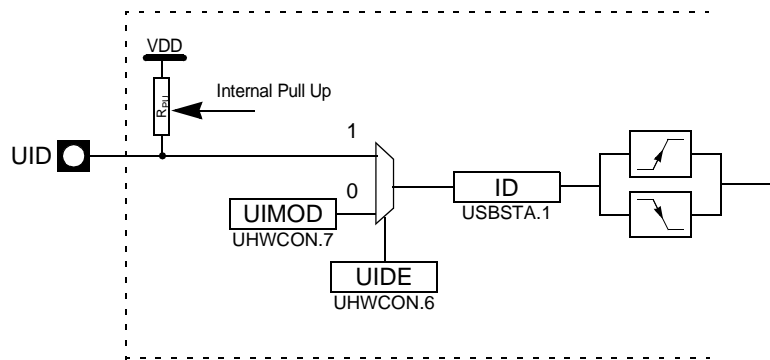 VDD
Internal Pull Up
RPU
1
UID
ID
USBSTA.1
0
UIMOD
UHWCON.7
UIDE
UHWCON.6